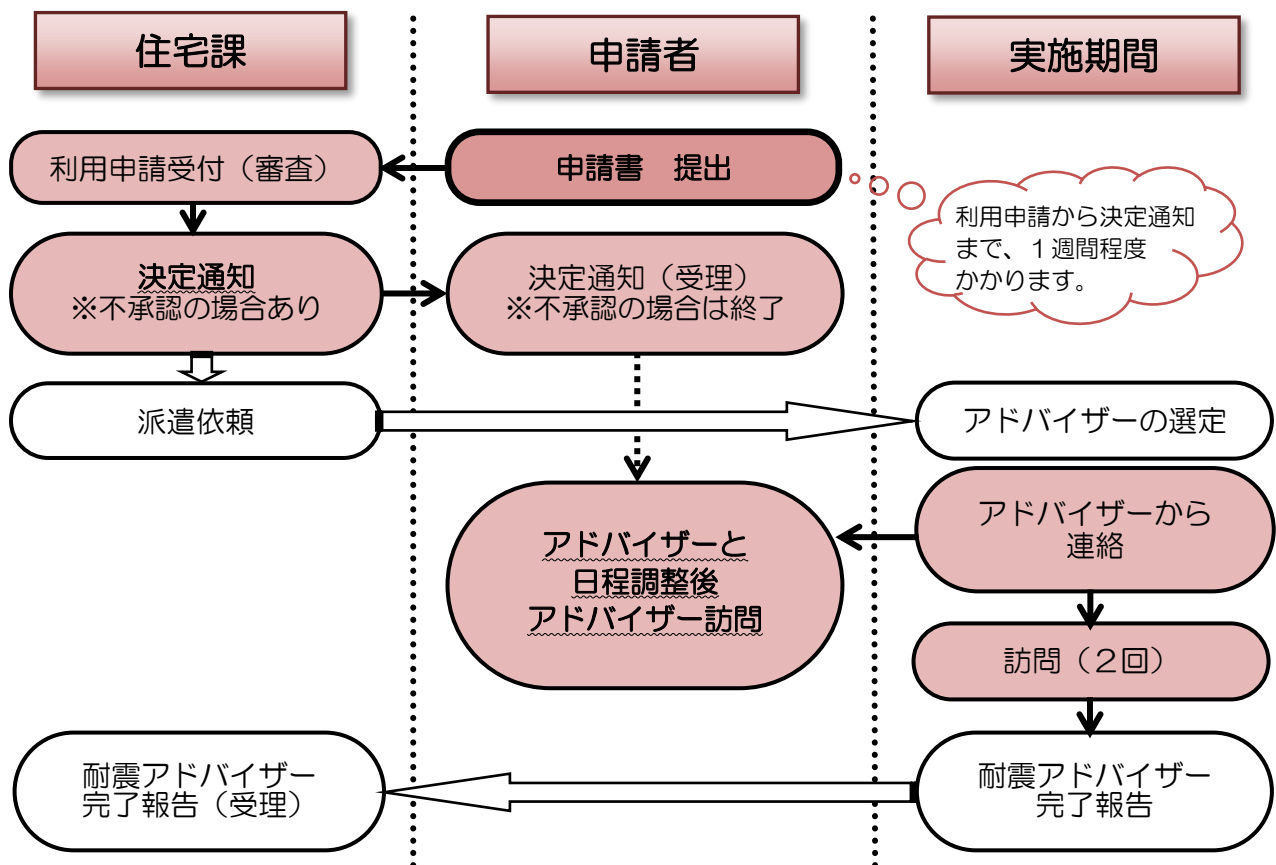 住宅課
申請者
実施期間
利用申請受付（審査）
申請書　提出
利用申請から決定通知
まで、１週間程度
かかります。
決定通知
※不承認の場合あり
決定通知（受理）
※不承認の場合は終了
派遣依頼
アドバイザーの選定
アドバイザーから
連絡
アドバイザーと
日程調整後
アドバイザー訪問
訪問（２回）
耐震アドバイザー
完了報告（受理）
耐震アドバイザー
完了報告